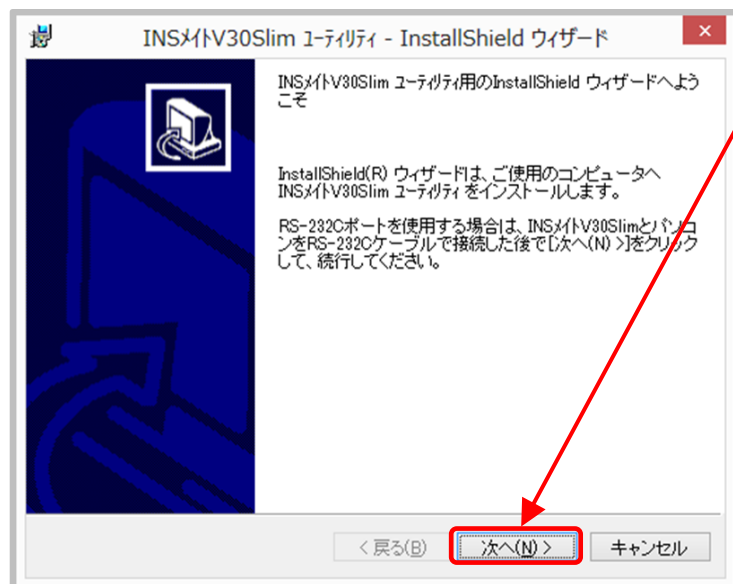 INSﾒｲﾄV30Slim ﾕｰﾃｨﾘﾃｨ - InstallShield ウィザード
INSﾒｲﾄV30Slim ﾕｰﾃｨﾘﾃｨ用のInstallShield ウィザードへよう
こそ
InstallShield(R) ウィザードは、ご使用のコンピュータへ
INSﾒｲﾄV30Slim ﾕｰﾃｨﾘﾃｨ をインストールします。
RS-232Cポートを使用する場合は、INSﾒｲﾄV30Slimとパソコ
ンをRS-232Cケーブルで接続した後で[次へ(N) >]をクリック
して、続行してください。
< 戻る(B) 次へ(N) > キャンセル